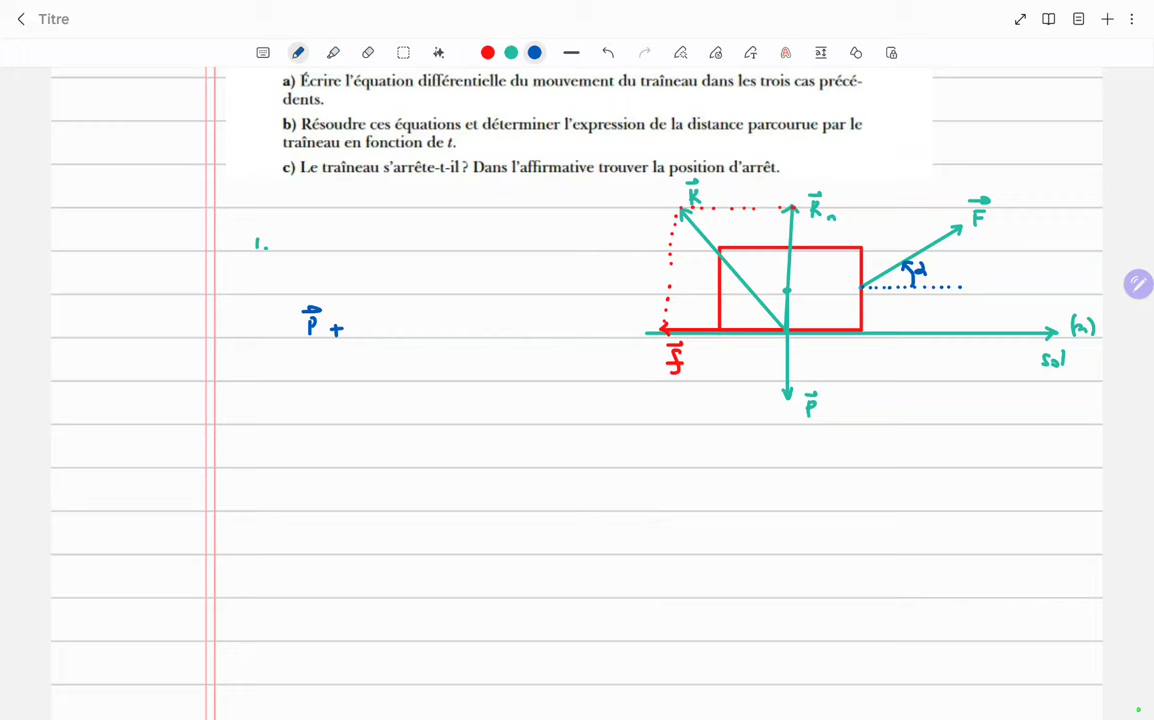 Titre
a) Écrire l'équation différentielle du mouvement du traîneau dans les trois cas précé-
dents.
b) Résoudre ces équations et déterminer l'expression de la distance parcourue par le
traîneau en fonction de t.
c) Le traîneau s'arrête-t-il ? Dans l'affirmative trouver la position d'arrêt.
R⃗
R⃗n
F⃗
1.
α
P⃗ +
(x)
f⃗
sol
P⃗